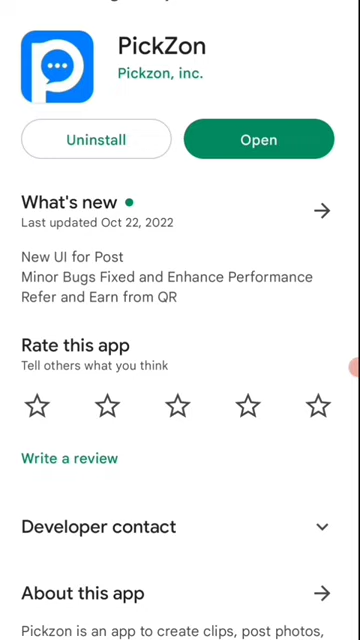 PickZon
Pickzon, inc.
Uninstall
Open
What's new
Last updated Oct 22, 2022
New UI for Post
Minor Bugs Fixed and Enhance Performance
Refer and Earn from QR
Rate this app
Tell others what you think
Write a review
Developer contact
About this app
Pickzon is an app to create clips, post photos,